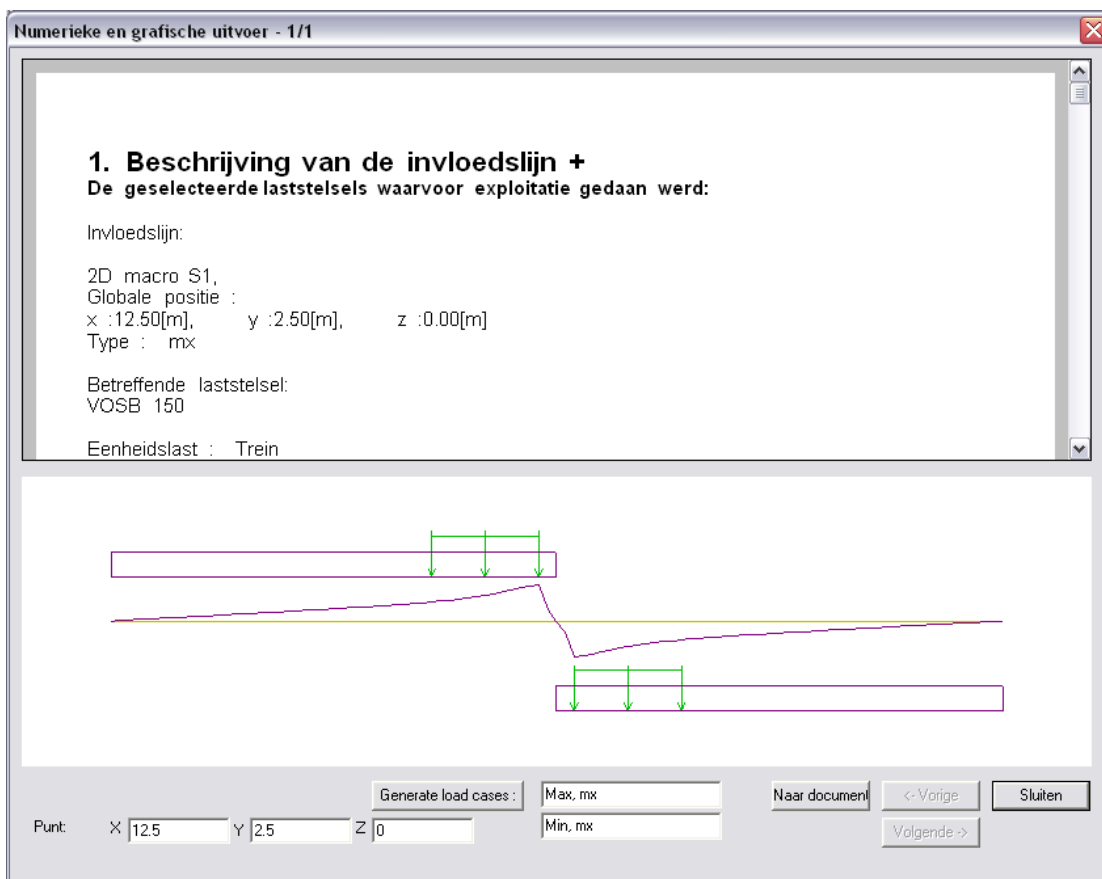 Numerieke en grafische uitvoer - 1/1
1. Beschrijving van de invloedslijn +
De geselecteerde laststelsels waarvoor exploitatie gedaan werd:
Invloedslijn:
2D macro S1,
Globale positie :
x :12.50[m], y :2.50[m], z :0.00[m]
Type : mx
Betreffende laststelsel:
VOSB 150
Eenheidslast : Trein
Generate load cases : Max, mx Naar document <- Vorige Sluiten
Punt: X 12.5 Y 2.5 Z 0 Min, mx Volgende ->